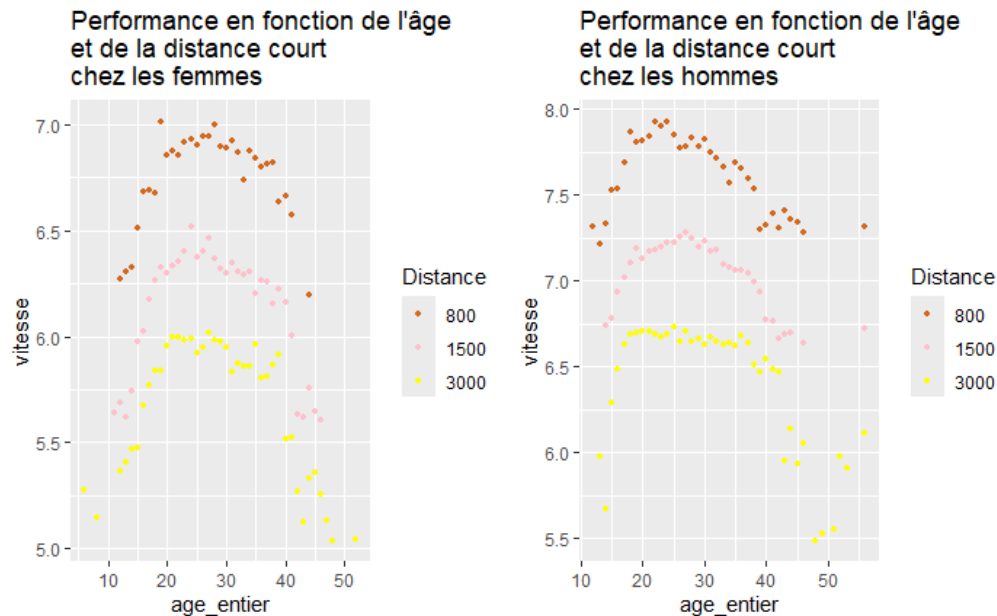 Performance en fonction de l'âge
et de la distance court
chez les femmes
7.0
6.5
6.0
5.5
5.0
vitesse
10 20 30 40 50
age_entier
Distance
800
1500
3000
Performance en fonction de l'âge
et de la distance court
chez les hommes
8.0
7.5
7.0
6.5
6.0
5.5
vitesse
10 20 30 40 50
age_entier
Distance
800
1500
3000